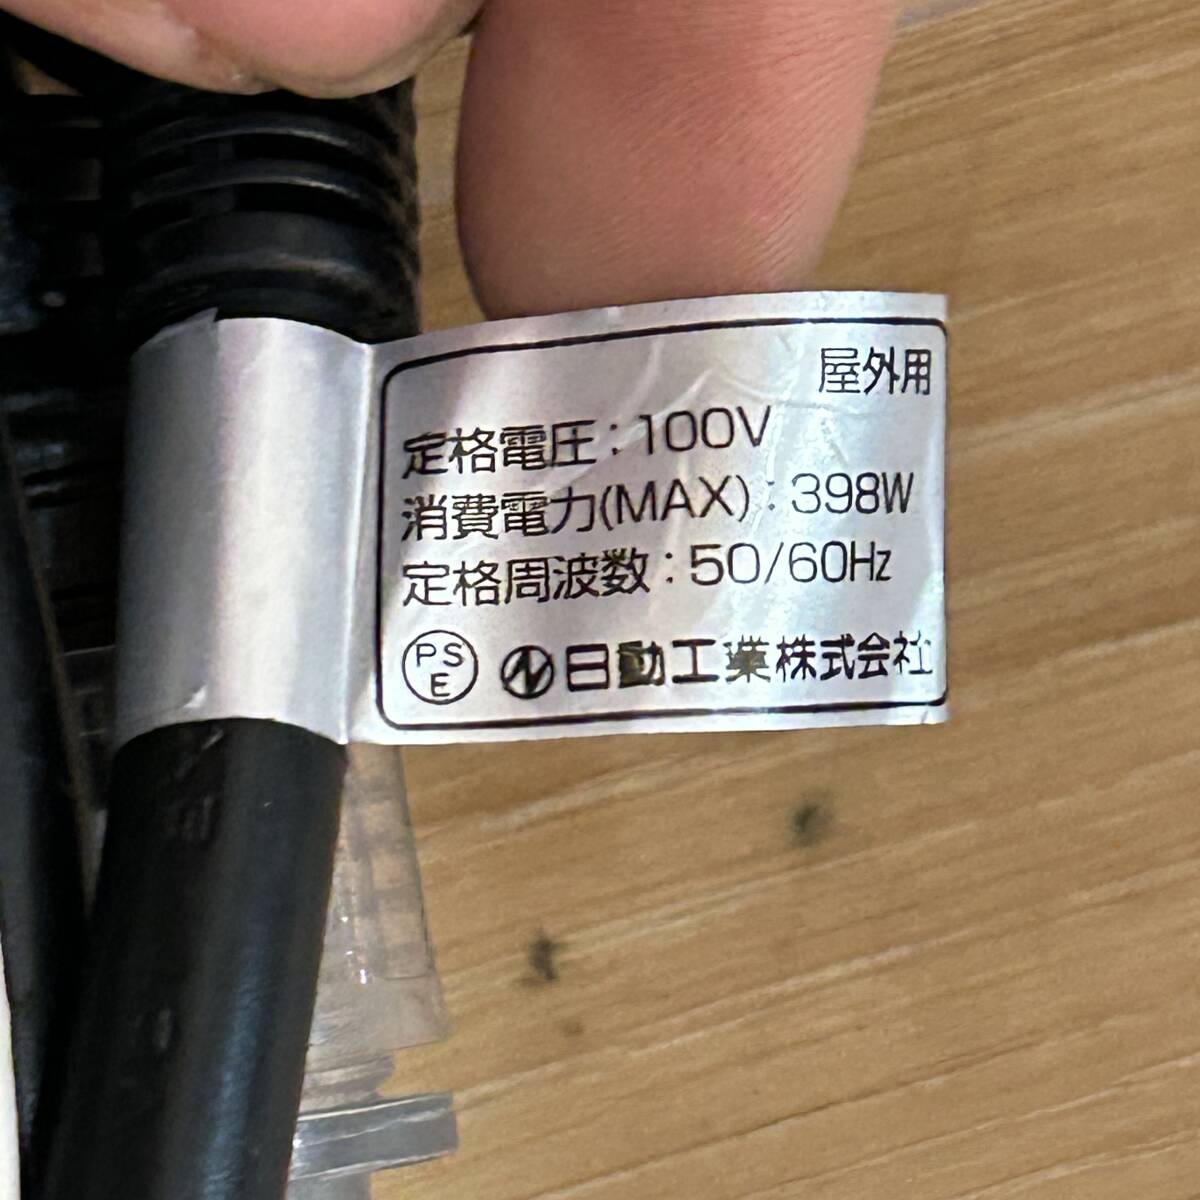 屋外用
定格電圧:100V
消費電力(MAX):398W
定格周波数:50/60Hz
PSE 日動工業株式会社